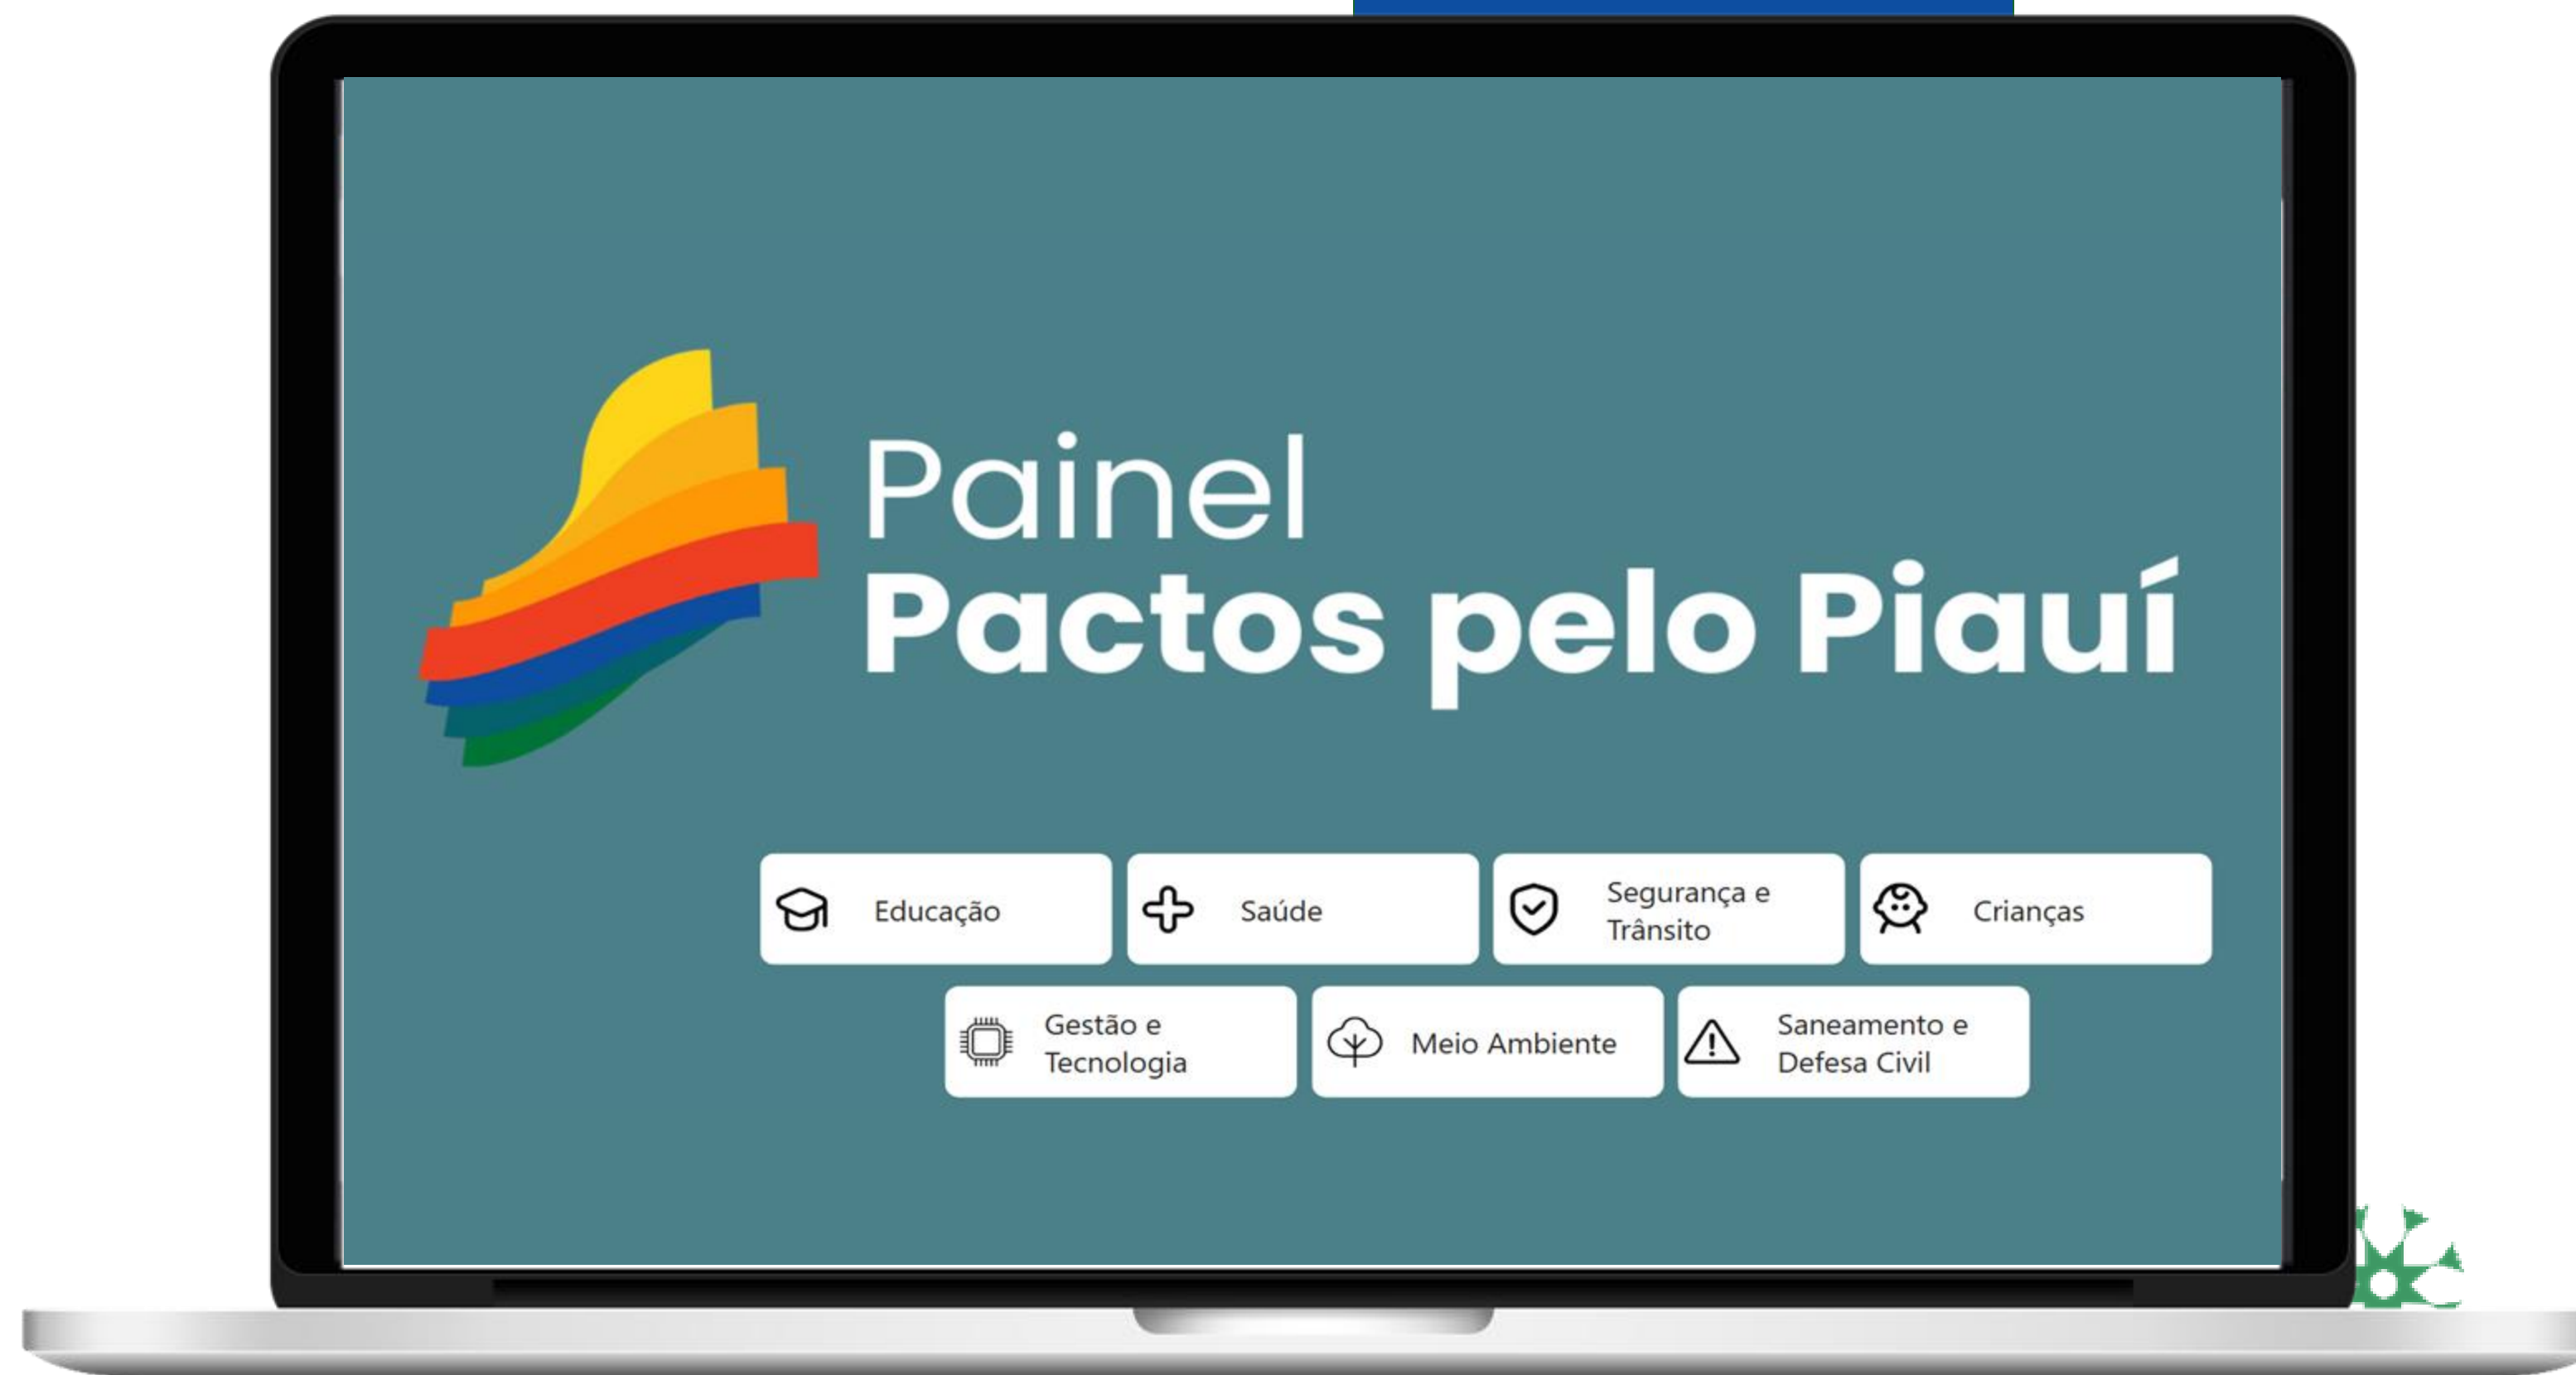 Painel
Pactos pelo Piauí
Educação
Saúde
Segurança e
Trânsito
Crianças
Gestão e
Tecnologia
Meio Ambiente
Saneamento e
Defesa Civil